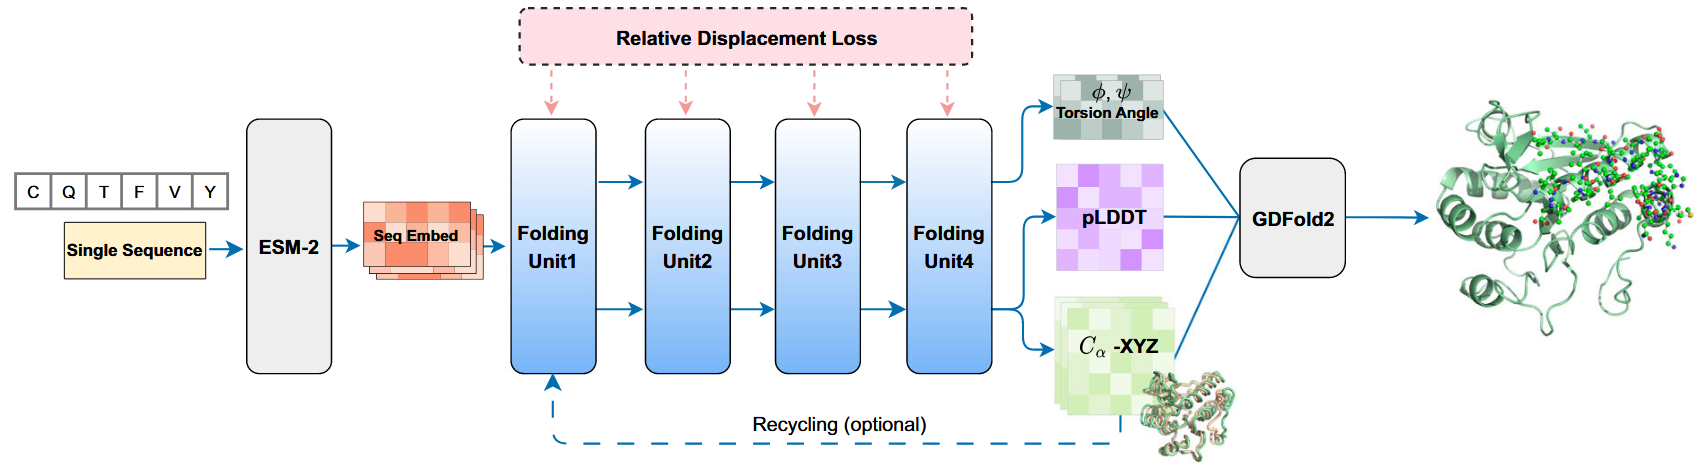 Relative Displacement Loss
C Q T F V Y
Single Sequence
ESM-2
Seq Embed
Folding
Unit1
Folding
Unit2
Folding
Unit3
Folding
Unit4
ϕ, ψ
Torsion Angle
pLDDT
Cα -XYZ
GDFold2
Recycling (optional)